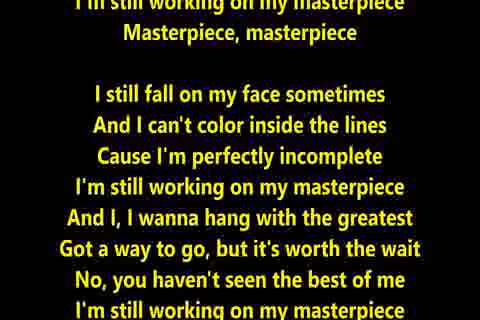 I'm still working on my masterpiece
Masterpiece, masterpiece
I still fall on my face sometimes
And I can't color inside the lines
Cause I'm perfectly incomplete
I'm still working on my masterpiece
And I, I wanna hang with the greatest
Got a way to go, but it's worth the wait
No, you haven't seen the best of me
I'm still working on my masterpiece